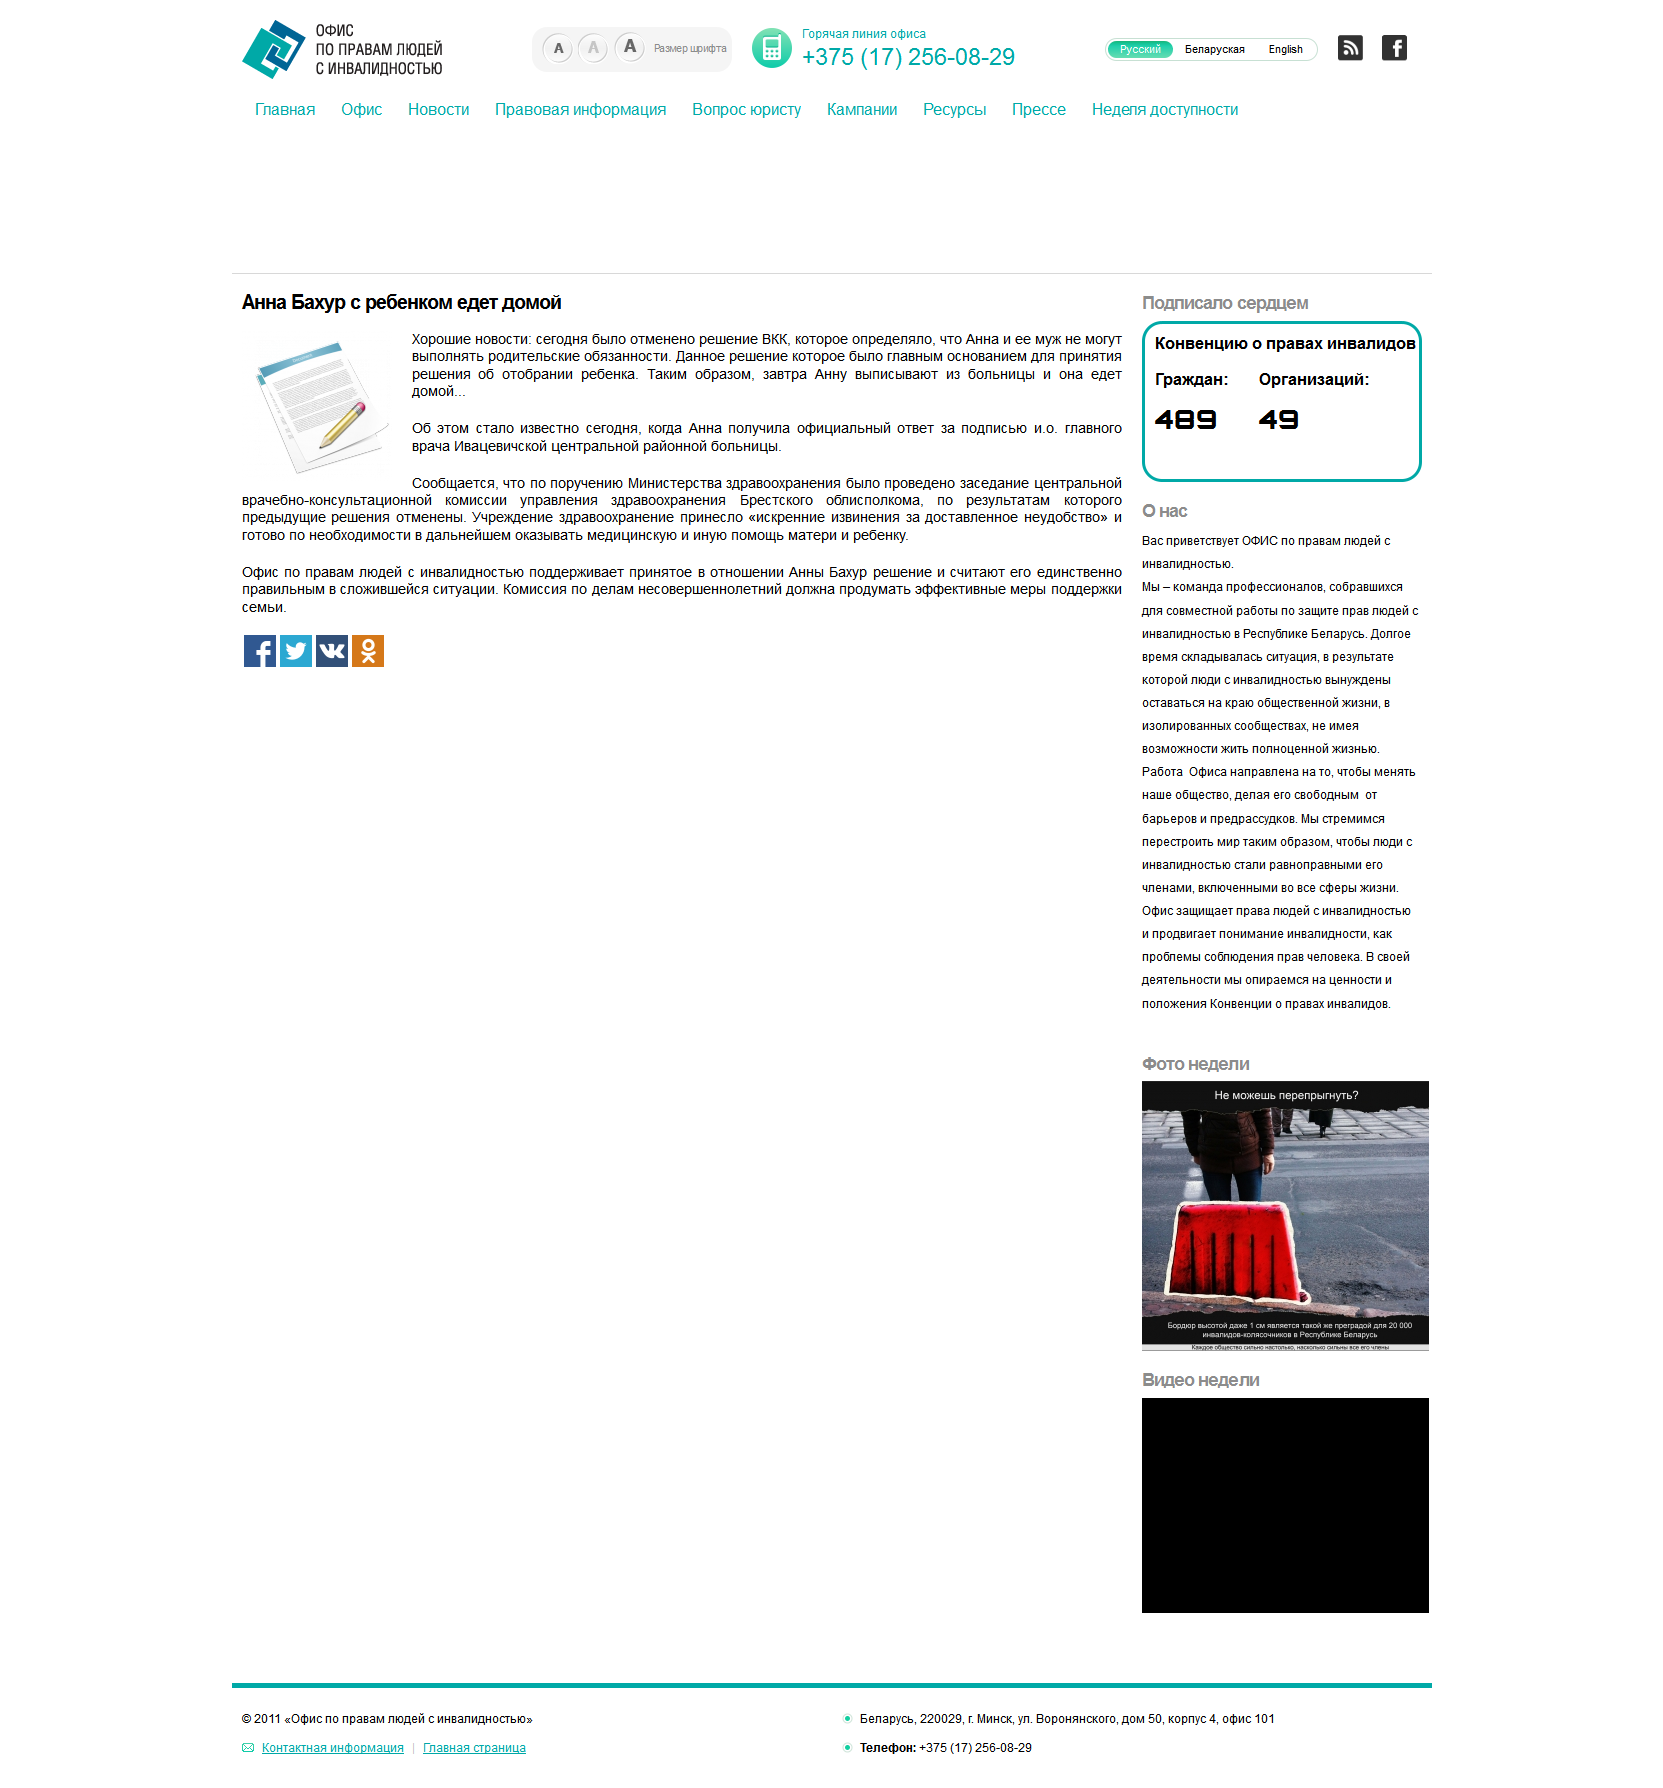 ОФИС
ПО ПРАВАМ ЛЮДЕЙ
С ИНВАЛИДНОСТЬЮ
A A A Размер шрифта
Горячая линия офиса
+375 (17) 256-08-29
Русский Беларуская English
Главная Офис Новости Правовая информация Вопрос юристу Кампании Ресурсы Прессе Неделя доступности
Анна Бахур с ребенком едет домой
Хорошие новости: сегодня было отменено решение ВКК, которое определяло, что Анна и ее муж не могут
выполнять родительские обязанности. Данное решение которое было главным основанием для принятия
решения об отобрании ребенка. Таким образом, завтра Анну выписывают из больницы и она едет
домой...
Об этом стало известно сегодня, когда Анна получила официальный ответ за подписью и.о. главного
врача Ивацевичской центральной районной больницы.
Сообщается, что по поручению Министерства здравоохранения было проведено заседание центральной
врачебно-консультационной комиссии управления здравоохранения Брестского облисполкома, по результатам которого
предыдущие решения отменены. Учреждение здравоохранение принесло «искренние извинения за доставленное неудобство» и
готово по необходимости в дальнейшем оказывать медицинскую и иную помощь матери и ребенку.
Офис по правам людей с инвалидностью поддерживает принятое в отношении Анны Бахур решение и считают его единственно
правильным в сложившейся ситуации. Комиссия по делам несовершеннолетний должна продумать эффективные меры поддержки
семьи.
Подписало сердцем
Конвенцию о правах инвалидов
Граждан: Организаций:
489 49
О нас
Вас приветствует ОФИС по правам людей с
инвалидностью.
Мы – команда профессионалов, собравшихся
для совместной работы по защите прав людей с
инвалидностью в Республике Беларусь. Долгое
время складывалась ситуация, в результате
которой люди с инвалидностью вынуждены
оставаться на краю общественной жизни, в
изолированных сообществах, не имея
возможности жить полноценной жизнью.
Работа Офиса направлена на то, чтобы менять
наше общество, делая его свободным от
барьеров и предрассудков. Мы стремимся
перестроить мир таким образом, чтобы люди с
инвалидностью стали равноправными его
членами, включенными во все сферы жизни.
Офис защищает права людей с инвалидностью
и продвигает понимание инвалидности, как
проблемы соблюдения прав человека. В своей
деятельности мы опираемся на ценности и
положения Конвенции о правах инвалидов.
Фото недели
Не можешь перепрыгнуть?
Бордюр высотой даже 1 см является такой же преградой для 20 000
инвалидов-колясочников в Республике Беларусь
Каждое общество сильно настолько, насколько сильны все его члены
Видео недели
© 2011 «Офис по правам людей с инвалидностью»
Контактная информация | Главная страница
Беларусь, 220029, г. Минск, ул. Воронянского, дом 50, корпус 4, офис 101
Телефон: +375 (17) 256-08-29